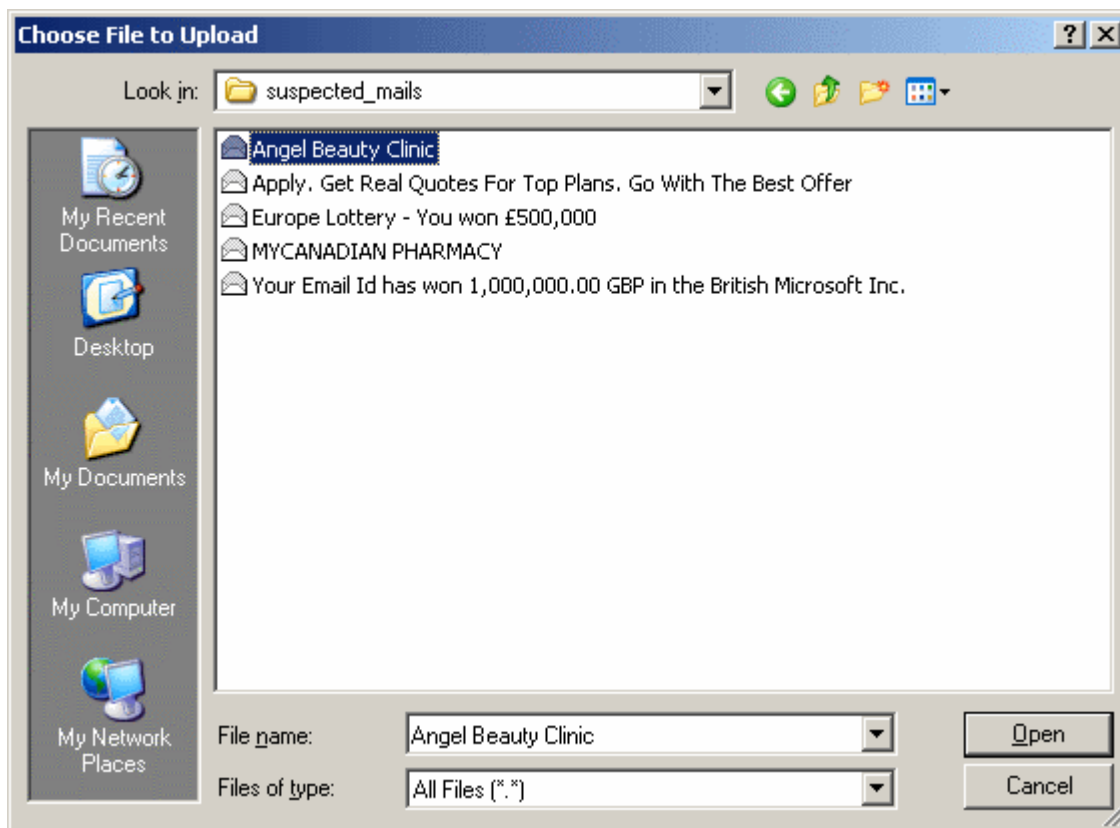 Choose File to Upload
Look in: suspected_mails
Angel Beauty Clinic
Apply. Get Real Quotes For Top Plans. Go With The Best Offer
Europe Lottery - You won £500,000
MYCANADIAN PHARMACY
Your Email Id has won 1,000,000.00 GBP in the British Microsoft Inc.
My Recent
Documents
Desktop
My Documents
My Computer
My Network
Places
File name: Angel Beauty Clinic Open
Files of type: All Files (*.*) Cancel